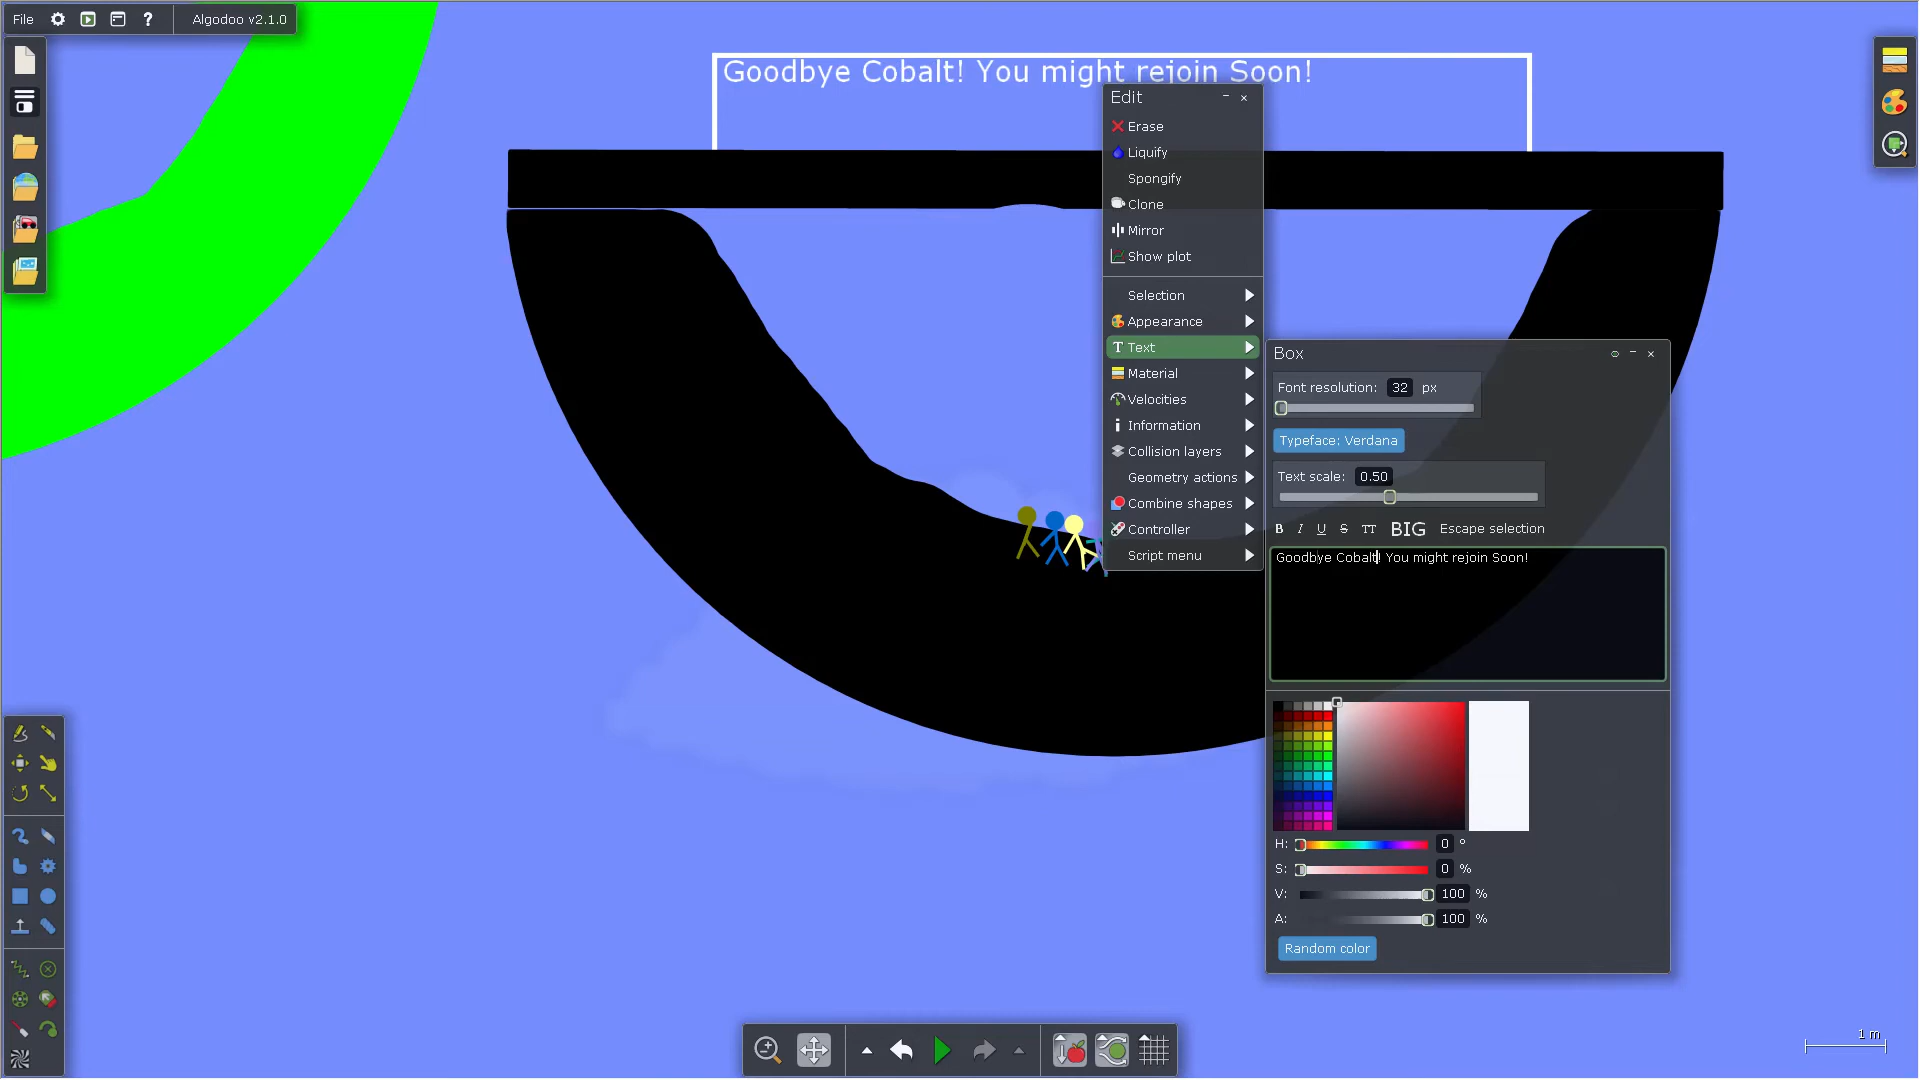 File
Algodoo v2.1.0
Goodbye Cobalt! You might rejoin Soon!
Edit
Erase
Liquify
Spongify
Clone
Mirror
Show plot
Selection
Appearance
T Text
Material
Velocities
Information
Collision layers
Geometry actions
Combine shapes
Controller
Script menu
Box
Font resolution: 32 px
Typeface: Verdana
Text scale: 0.50
B I U S TT BIG Escape selection
Goodbye Cobalt! You might rejoin Soon!
H: 0 °
S: 0 %
V: 100 %
A: 100 %
Random color
1 m